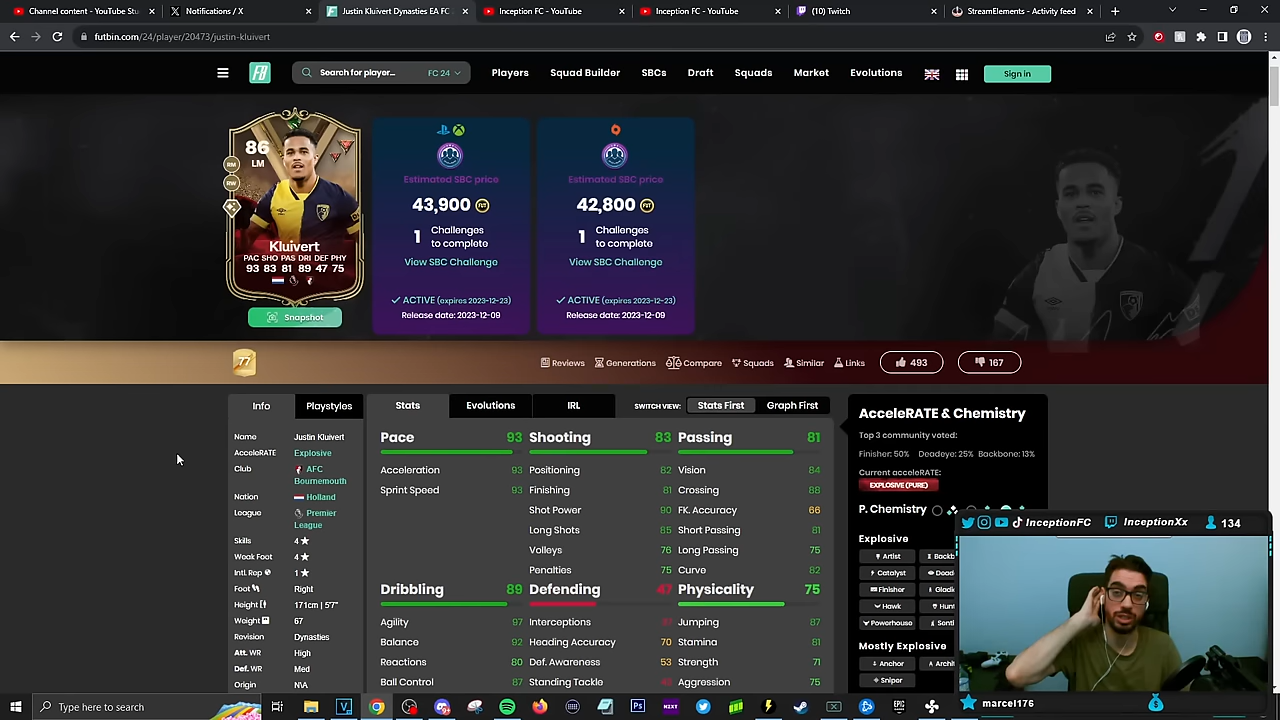 Channel content - YouTube Stu
Notifications / X
Justin Kluivert Dynasties EA FC
Inception FC - YouTube
Inception FC - YouTube
(10) Twitch
StreamElements - Activity feed
futbin.com/24/player/20473/justin-kluivert
Search for player...
FC 24
Players
Squad Builder
SBCs
Draft
Squads
Market
Evolutions
Sign in
86
LM
RM
RW
Kluivert
PAC SHO PAS DRI DEF PHY
93 83 81 89 47 75
Snapshot
Estimated SBC price
43,900
1 Challenges to complete
View SBC Challenge
ACTIVE (expires 2023-12-23)
Release date: 2023-12-09
Estimated SBC price
42,800
1 Challenges to complete
View SBC Challenge
ACTIVE (expires 2023-12-23)
Release date: 2023-12-09
77
Reviews
Generations
Compare
Squads
Similar
Links
493
167
Info
Playstyles
Stats
Evolutions
IRL
SWITCH VIEW:
Stats First
Graph First
Name Justin Kluivert
AcceleRATE Explosive
Club AFC Bournemouth
Nation Holland
League Premier League
Skills 4
Weak Foot 4
Intl. Rep 1
Foot Right
Height 171cm | 5'7"
Weight 67
Revision Dynasties
Att. WR High
Def. WR Med
Origin N\A
Pace 93
Acceleration 93
Sprint Speed 93
Shooting 83
Positioning 82
Finishing 81
Shot Power 90
Long Shots 85
Volleys 76
Penalties 75
Passing 81
Vision 84
Crossing 88
FK. Accuracy 66
Short Passing 81
Long Passing 75
Curve 82
Dribbling 89
Agility 97
Balance 92
Reactions 80
Ball Control 87
Defending 47
Interceptions
Heading Accuracy 70
Def. Awareness 53
Standing Tackle
Physicality 75
Jumping 87
Stamina 81
Strength 71
Aggression 75
AcceleRATE & Chemistry
Top 3 community voted:
Finisher: 50% Deadeye: 25% Backbone: 13%
Current acceleRATE:
EXPLOSIVE (PURE)
P. Chemistry
Explosive
Artist
Backb
Catalyst
Dead
Finisher
Gladi
Hawk
Hunt
Powerhouse
Senti
Mostly Explosive
Anchor
Archit
Sniper
InceptionFC
InceptionXx
134
marcel176
Type here to search